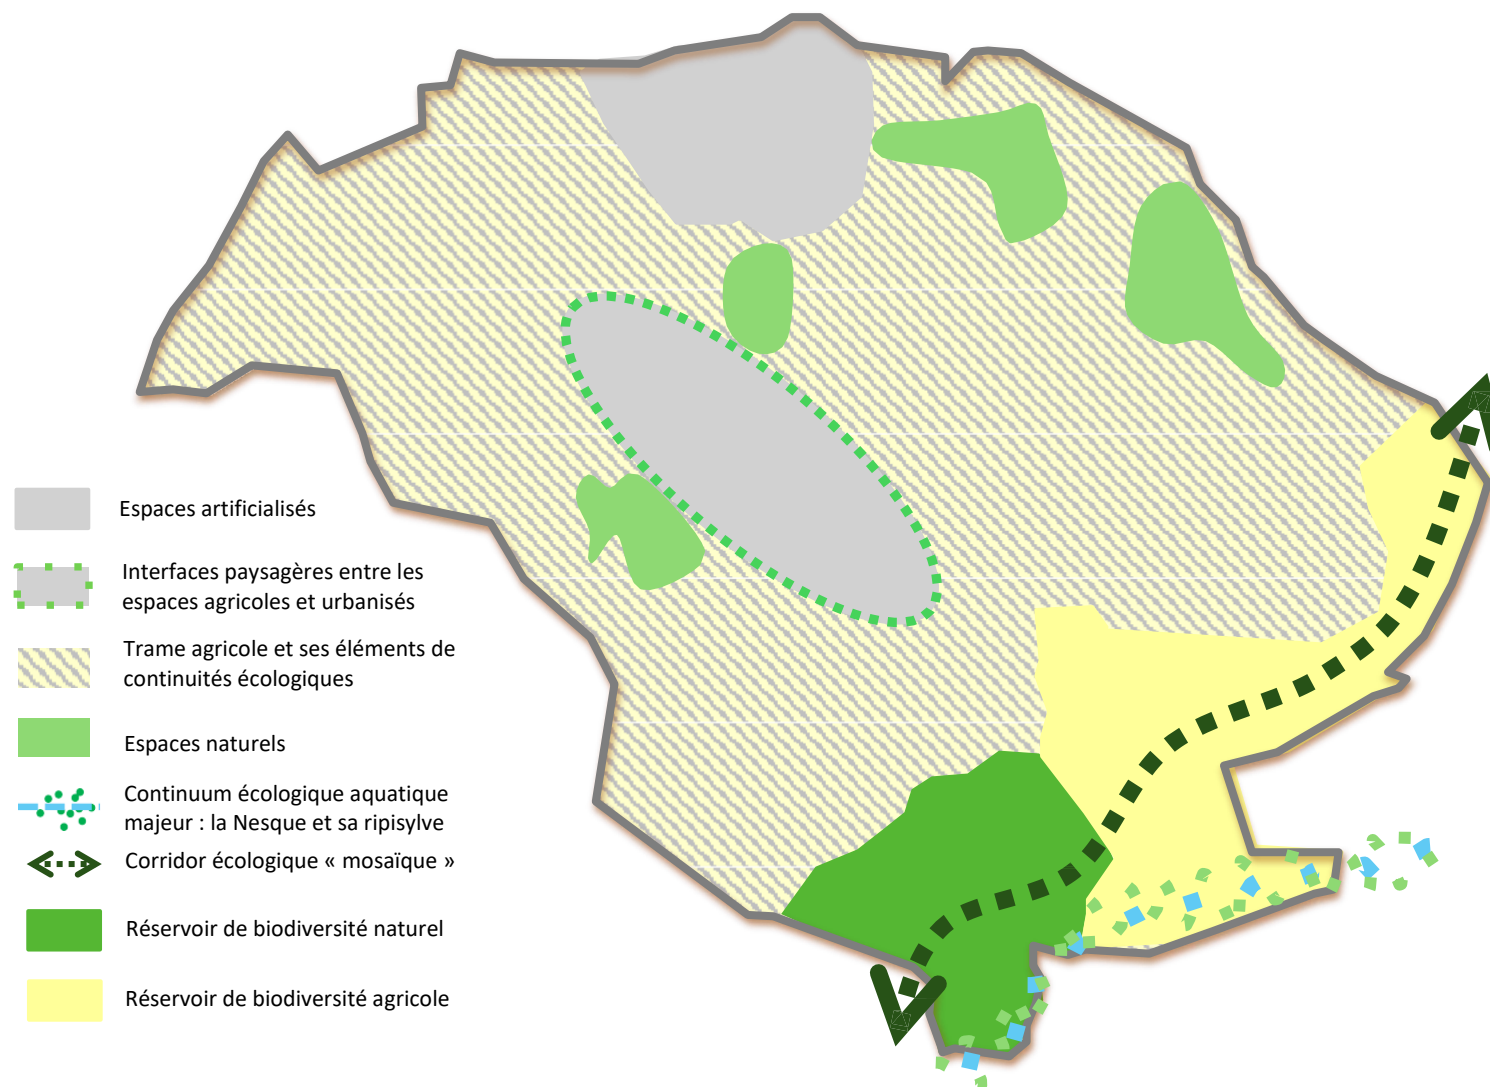 Espaces artificialisés
Interfaces paysagères entre les
espaces agricoles et urbanisés
Trame agricole et ses éléments de
continuités écologiques
Espaces naturels
Continuum écologique aquatique
majeur : la Nesque et sa ripisylve
Corridor écologique « mosaïque »
Réservoir de biodiversité naturel
Réservoir de biodiversité agricole